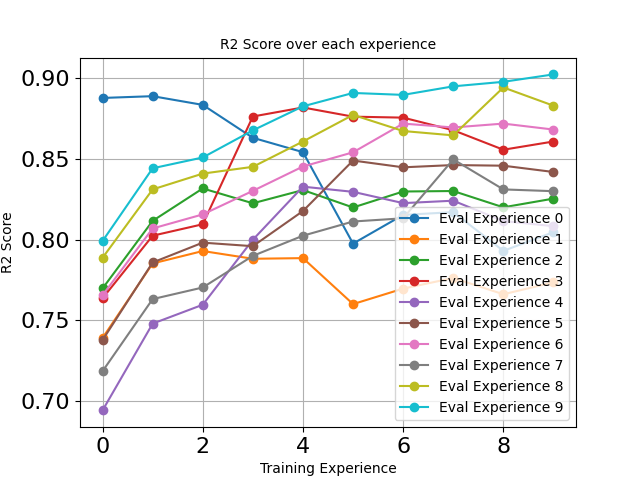 R2 Score over each experience
0.90
0.85
0.80
0.75
0.70
R2 Score
Eval Experience 0
Eval Experience 1
Eval Experience 2
Eval Experience 3
Eval Experience 4
Eval Experience 5
Eval Experience 6
Eval Experience 7
Eval Experience 8
Eval Experience 9
0 2 4 6 8
Training Experience